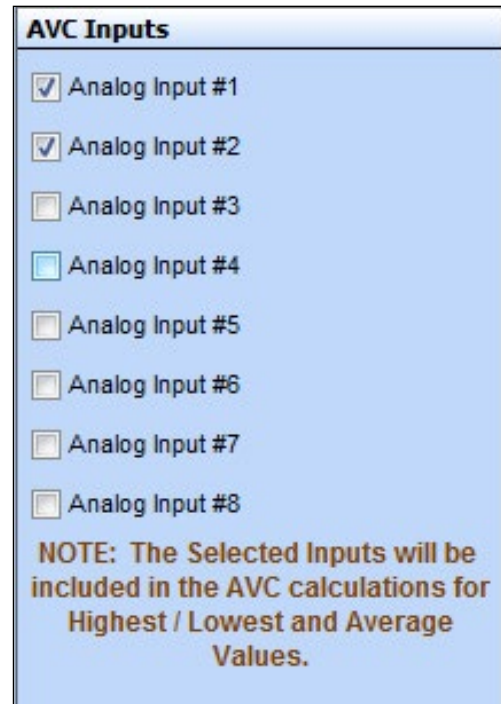 AVC Inputs
Analog Input #1
Analog Input #2
Analog Input #3
Analog Input #4
Analog Input #5
Analog Input #6
Analog Input #7
Analog Input #8
NOTE: The Selected Inputs will be
included in the AVC calculations for
Highest / Lowest and Average
Values.